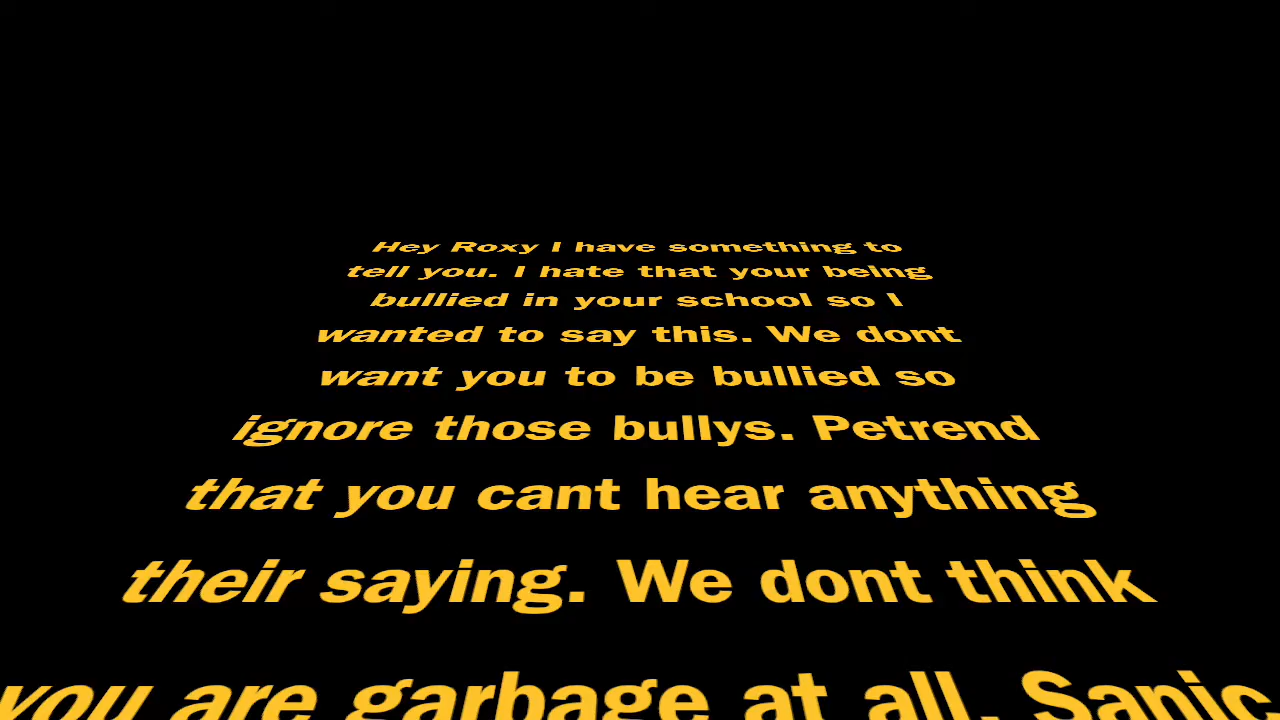 Hey Roxy I have something to
tell you. I hate that your being
bullied in your school so I
wanted to say this. We dont
want you to be bullied so
ignore those bullys. Petrend
that you cant hear anything
their saying. We dont think
you are garbage at all. Sanic